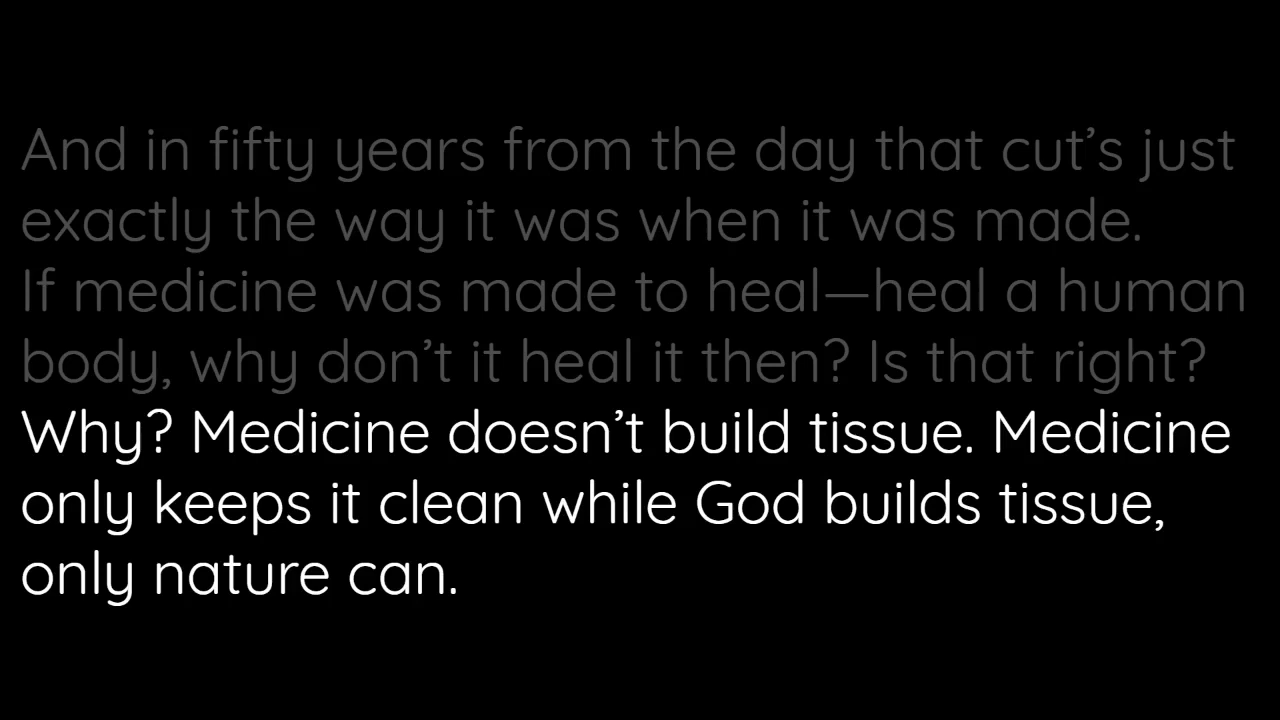 And in fifty years from the day that cut’s just
exactly the way it was when it was made.
If medicine was made to heal—heal a human
body, why don’t it heal it then? Is that right?
Why? Medicine doesn’t build tissue. Medicine
only keeps it clean while God builds tissue,
only nature can.